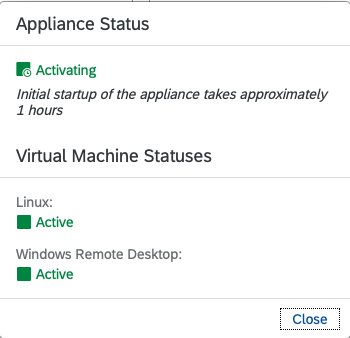 Appliance Status
Activating
Initial startup of the appliance takes approximately
1 hours
Virtual Machine Statuses
Linux:
Active
Windows Remote Desktop:
Active
Close